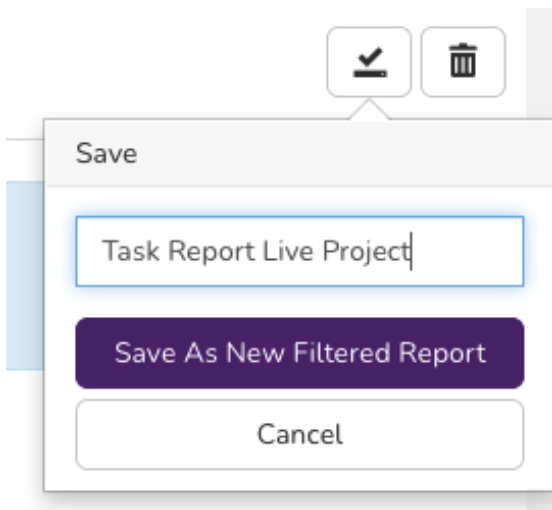 Save
Task Report Live Project
Save As New Filtered Report
Cancel